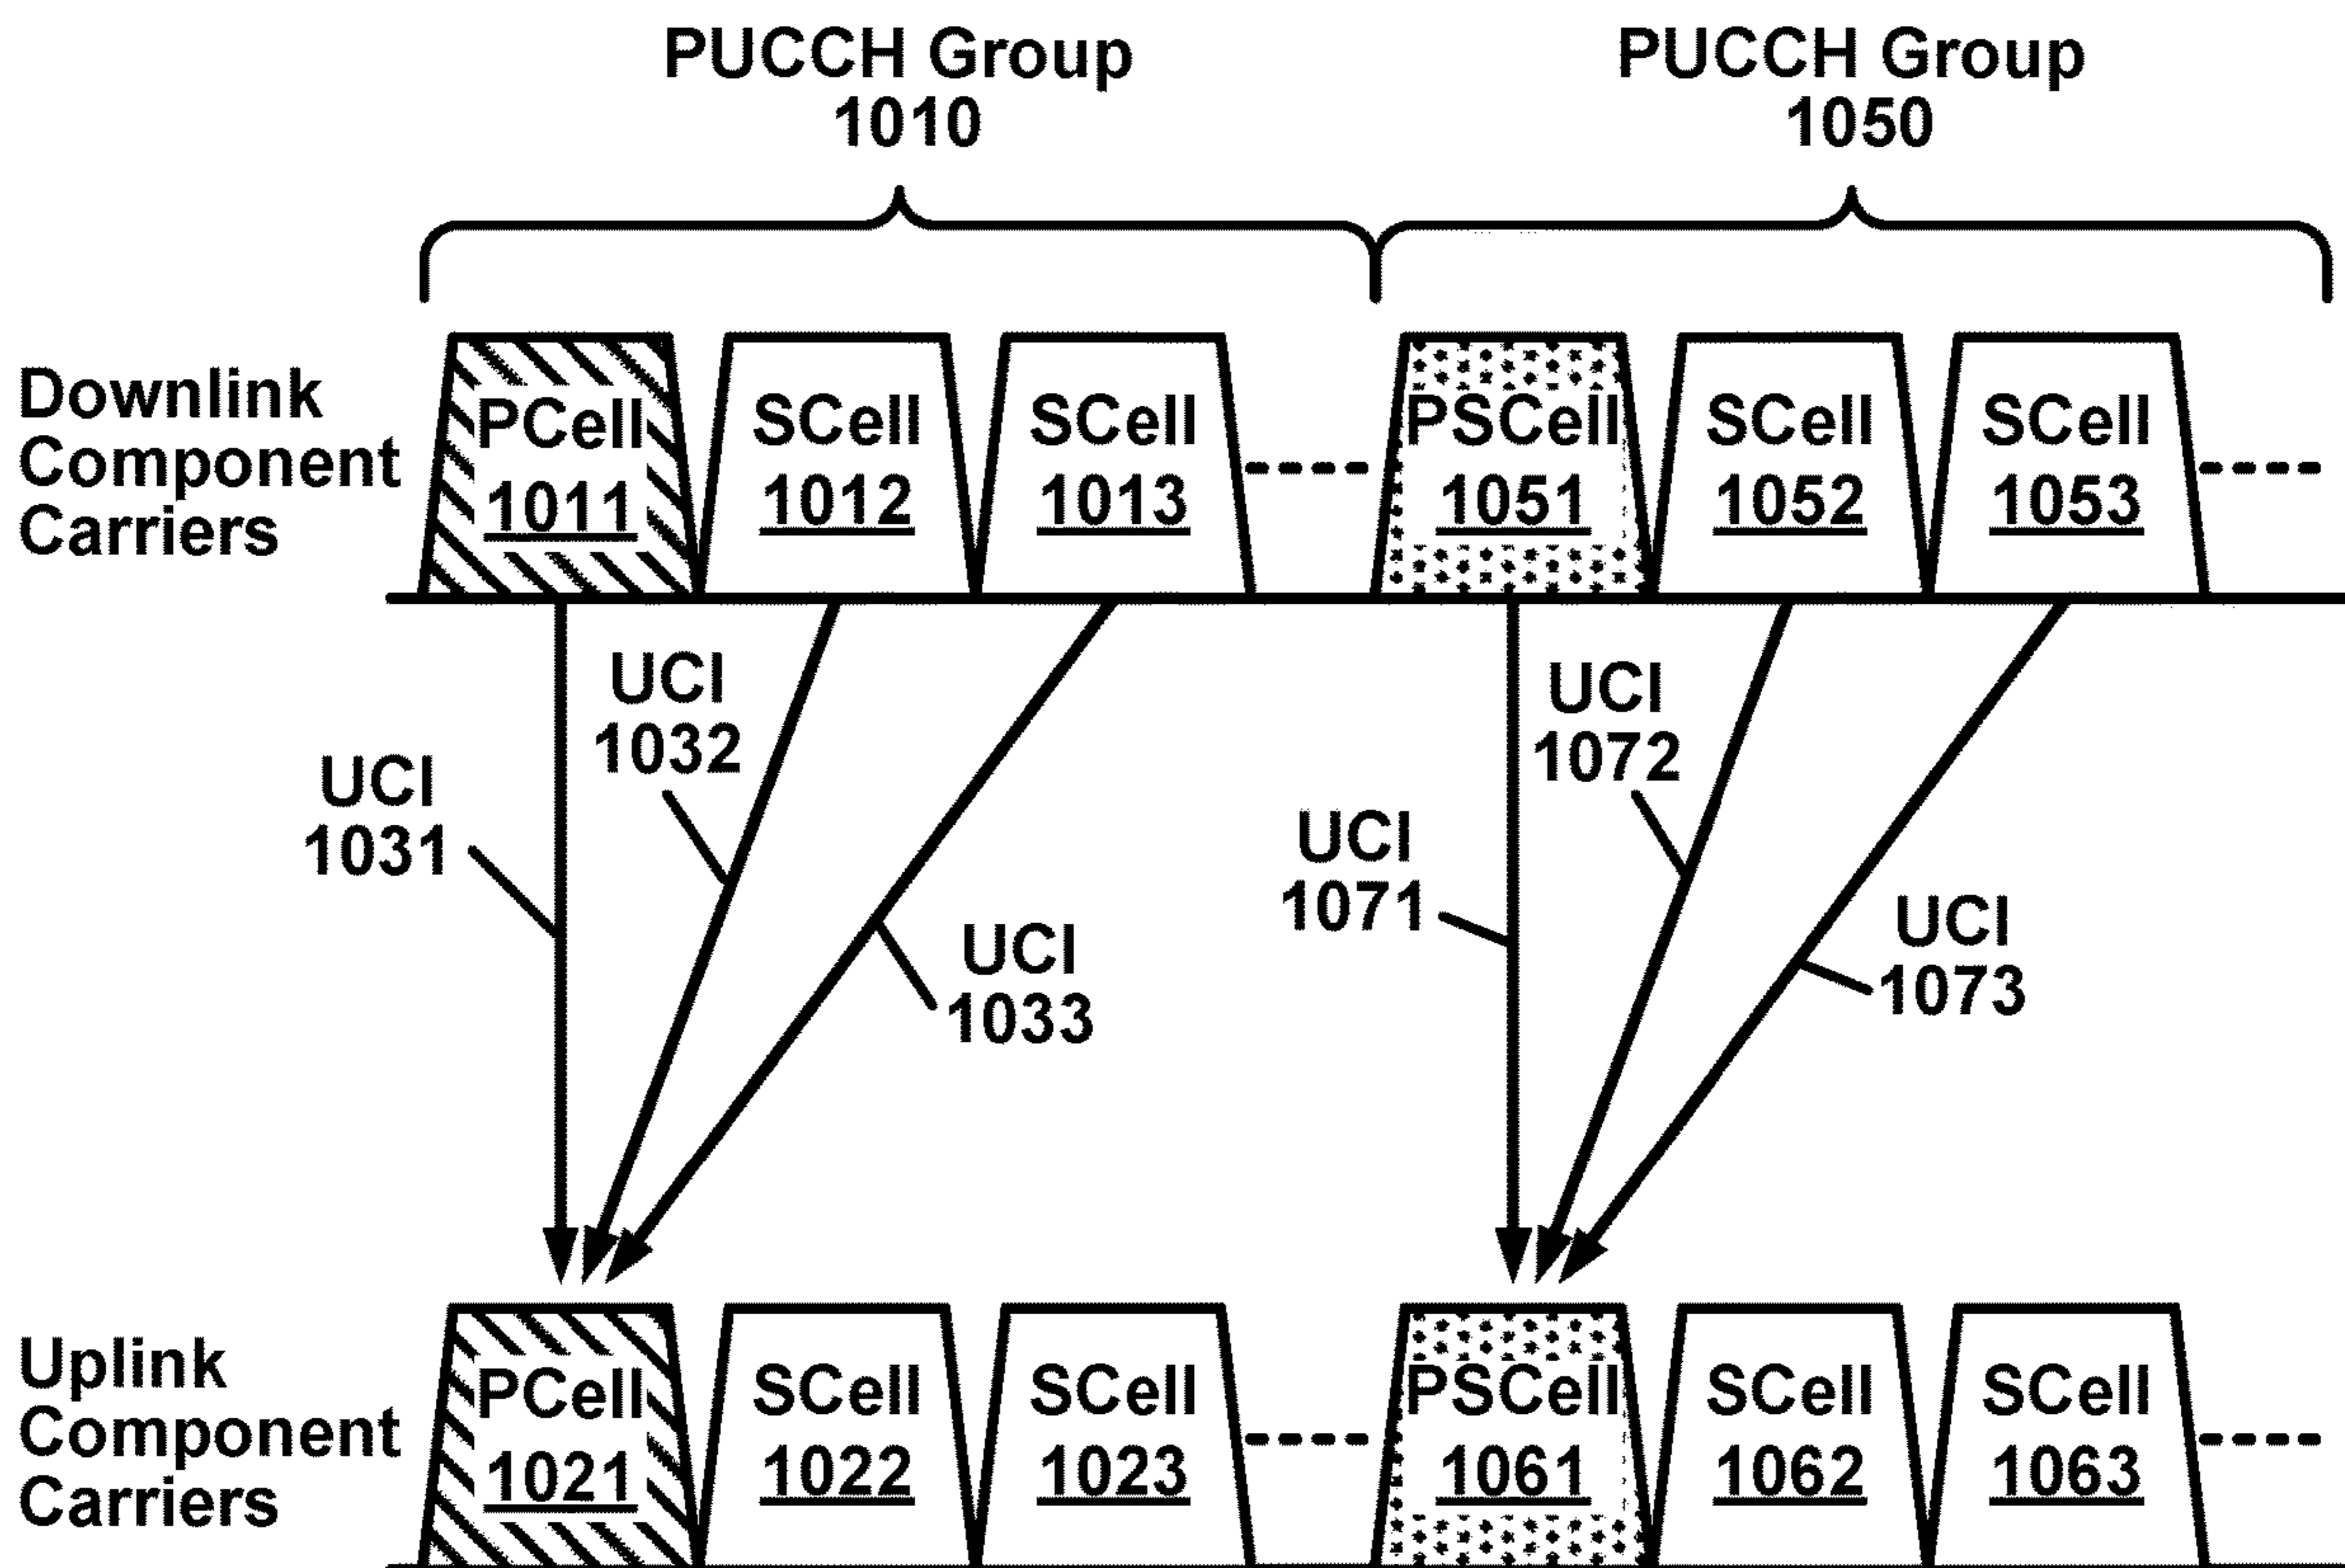 PUCCH Group
1010
PUCCH Group
1050
Downlink
Component
Carriers
PCell
1011
SCell
1012
SCell
1013
PSCell
1051
SCell
1052
SCell
1053
UCI
1031
UCI
1032
UCI
1033
UCI
1071
UCI
1072
UCI
1073
Uplink
Component
Carriers
PCell
1021
SCell
1022
SCell
1023
PSCell
1061
SCell
1062
SCell
1063